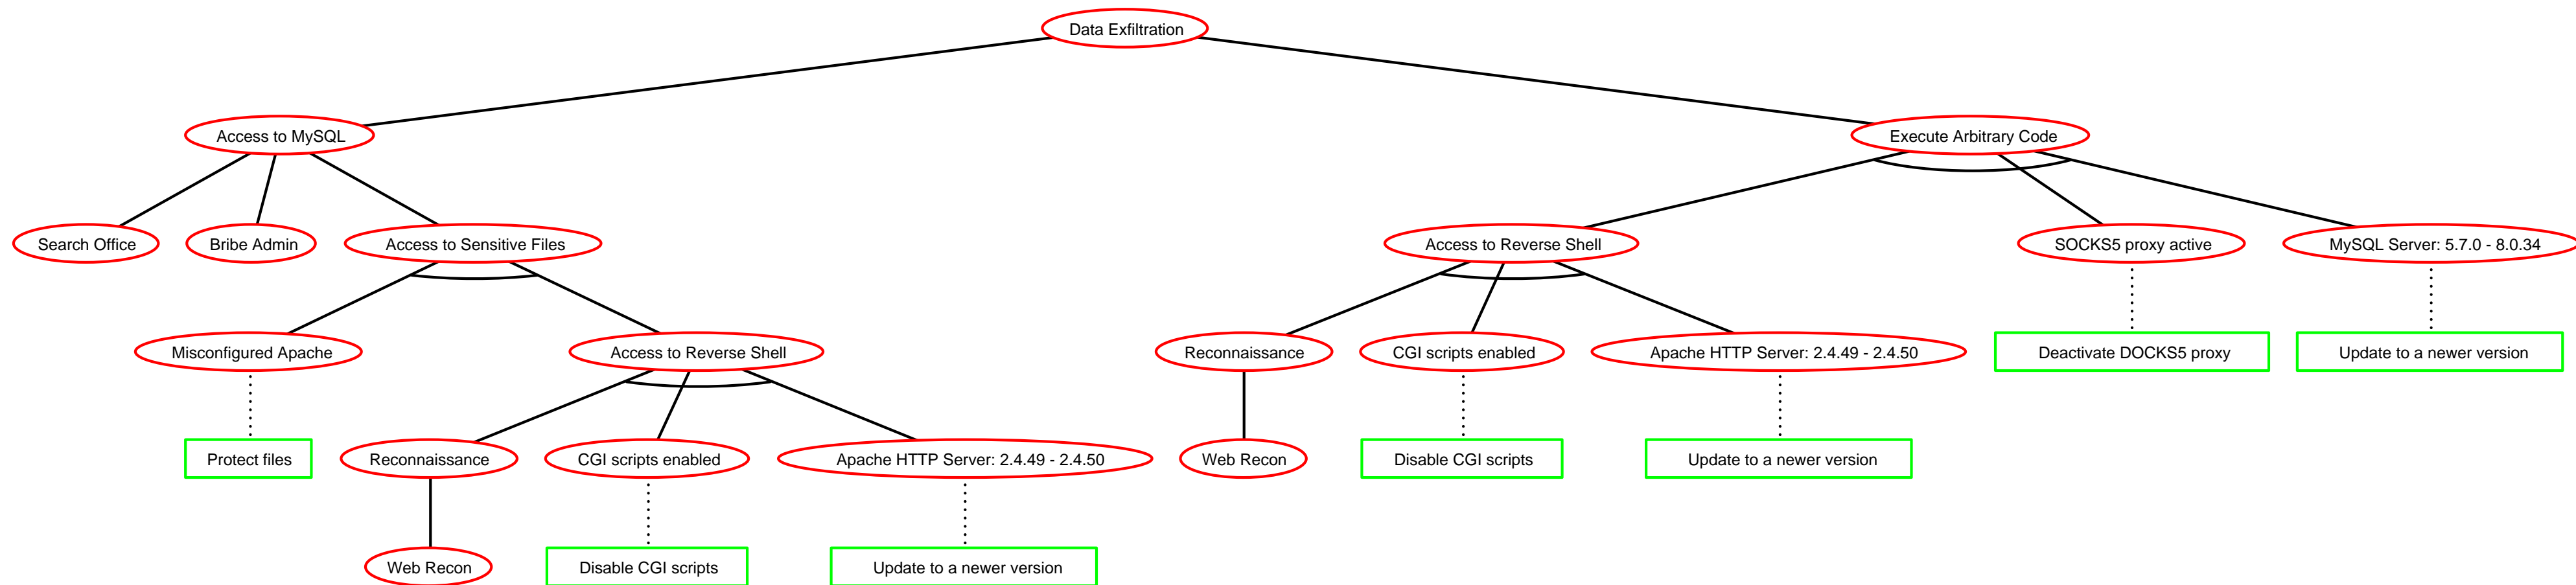 Data Exfiltration
Access to MySQL
Execute Arbitrary Code
Search Office
Bribe Admin
Access to Sensitive Files
Access to Reverse Shell
SOCKS5 proxy active
MySQL Server: 5.7.0 - 8.0.34
Misconfigured Apache
Access to Reverse Shell
Reconnaissance
CGI scripts enabled
Apache HTTP Server: 2.4.49 - 2.4.50
Deactivate DOCKS5 proxy
Update to a newer version
Protect files
Reconnaissance
CGI scripts enabled
Apache HTTP Server: 2.4.49 - 2.4.50
Web Recon
Disable CGI scripts
Update to a newer version
Web Recon
Disable CGI scripts
Update to a newer version